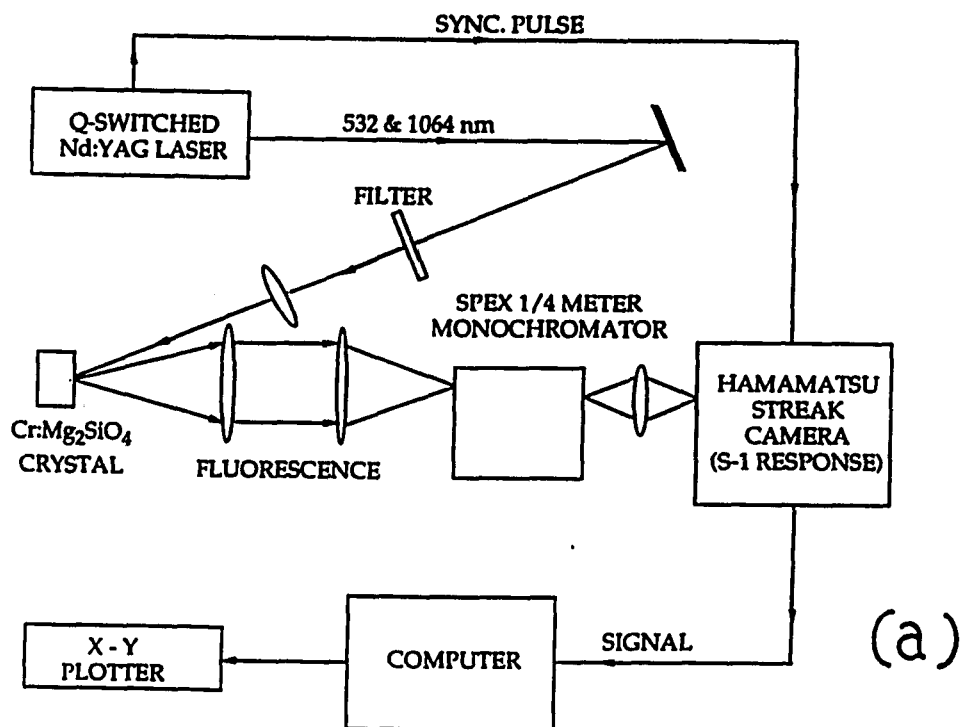 SYNC. PULSE
Q-SWITCHED
Nd:YAG LASER
532 & 1064 nm
FILTER
SPEX 1/4 METER
MONOCHROMATOR
HAMAMATSU
STREAK
CAMERA
(S-1 RESPONSE)
Cr:Mg₂SiO₄
CRYSTAL
FLUORESCENCE
X - Y
PLOTTER
COMPUTER
SIGNAL
(a)